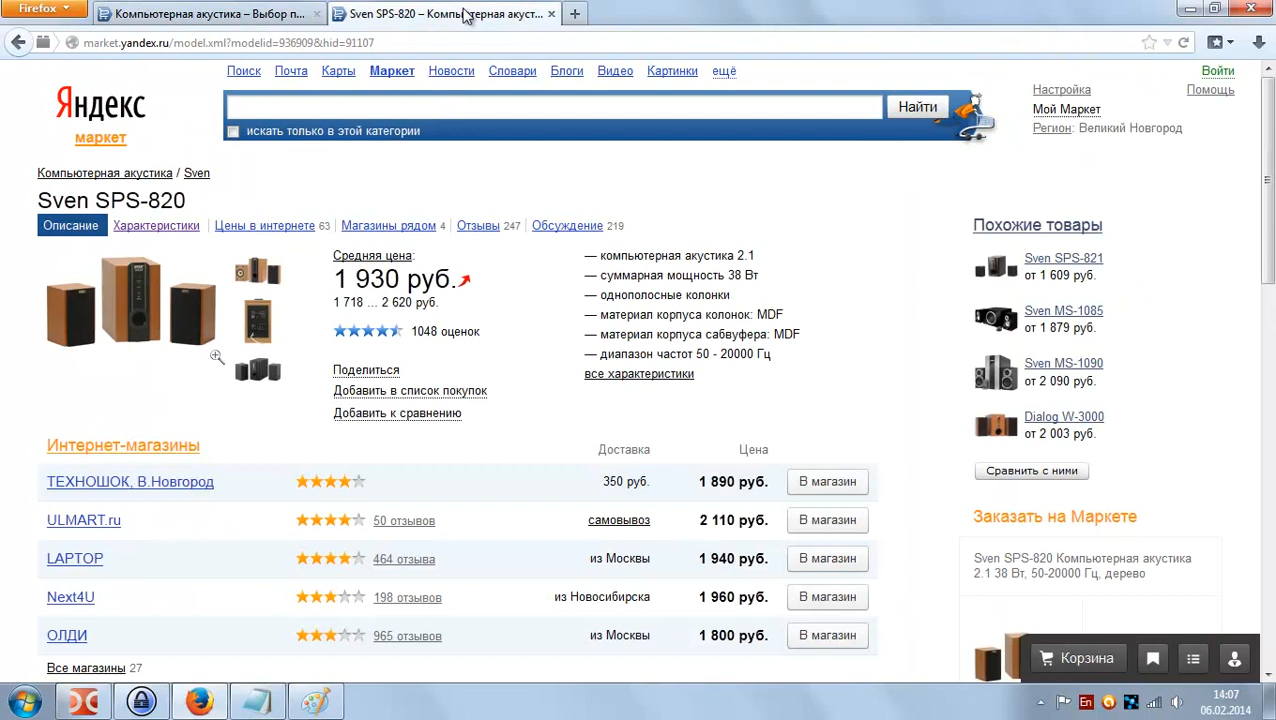 Firefox
Компьютерная акустика – Выбор п...
Sven SPS-820 – Компьютерная акуст...
market.yandex.ru/model.xml?modelid=936909&hid=91107
Поиск Почта Карты Маркет Новости Словари Блоги Видео Картинки ещё
Войти
Яндекс
маркет
Найти
искать только в этой категории
Настройка
Помощь
Мой Маркет
Регион: Великий Новгород
Компьютерная акустика / Sven
Sven SPS-820
Описание Характеристики Цены в интернете 63 Магазины рядом 4 Отзывы 247 Обсуждение 219
Средняя цена:
1 930 руб.
1 718 ... 2 620 руб.
1048 оценок
Поделиться
Добавить в список покупок
Добавить к сравнению
— компьютерная акустика 2.1
— суммарная мощность 38 Вт
— однополосные колонки
— материал корпуса колонок: MDF
— материал корпуса сабвуфера: MDF
— диапазон частот 50 - 20000 Гц
все характеристики
Похожие товары
Sven SPS-821
от 1 609 руб.
Sven MS-1085
от 1 879 руб.
Sven MS-1090
от 2 090 руб.
Dialog W-3000
от 2 003 руб.
Сравнить с ними
Интернет-магазины
Доставка
Цена
ТЕХНОШОК, В.Новгород 350 руб. 1 890 руб. В магазин
ULMART.ru 50 отзывов самовывоз 2 110 руб. В магазин
LAPTOP 464 отзыва из Москвы 1 940 руб. В магазин
Next4U 198 отзывов из Новосибирска 1 960 руб. В магазин
ОЛДИ 965 отзывов из Москвы 1 800 руб. В магазин
Все магазины 27
Заказать на Маркете
Sven SPS-820 Компьютерная акустика
2.1 38 Вт, 50-20000 Гц, дерево
Корзина
En
14:07
06.02.2014